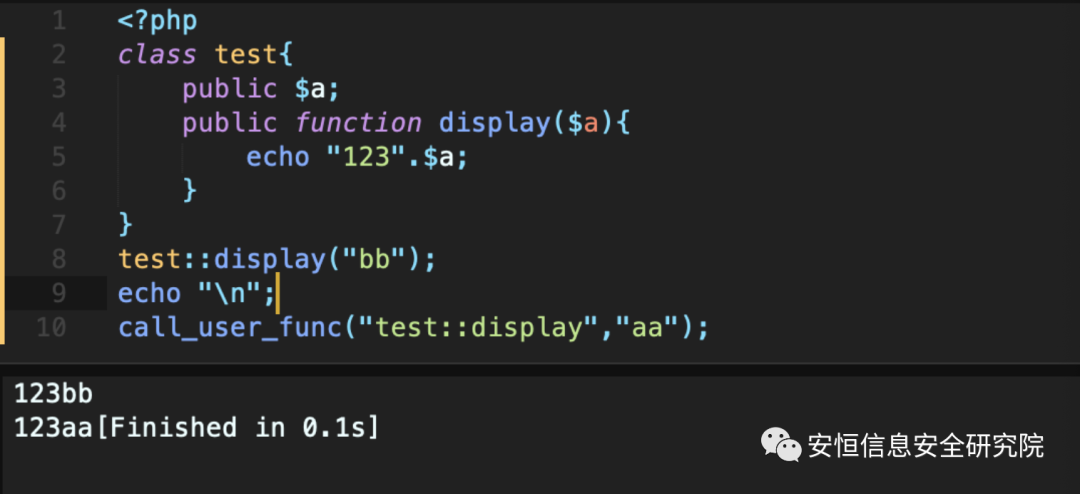 1 <?php
2 class test{
3 public $a;
4 public function display($a){
5 echo "123".$a;
6 }
7 }
8 test::display("bb");
9 echo "\n";
10 call_user_func("test::display","aa");
123bb
123aa[Finished in 0.1s]
安恒信息安全研究院